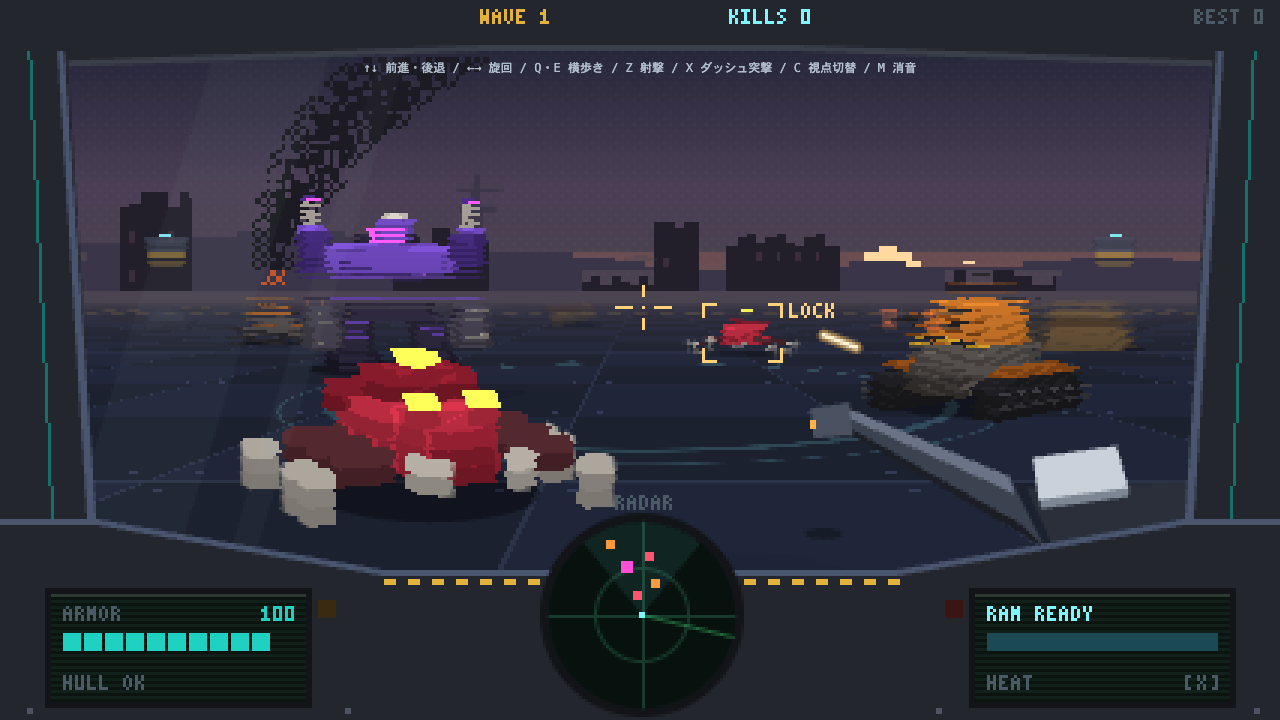 WAVE 1 KILLS 0 BEST 0
↑↓ 前進・後退 / ←→ 旋回 / Q・E 横歩き / Z 射撃 / X ダッシュ突撃 / C 視点切替 / M 消音
LOCK
RADAR
ARMOR 100
HULL OK
RAM READY
HEAT [X]